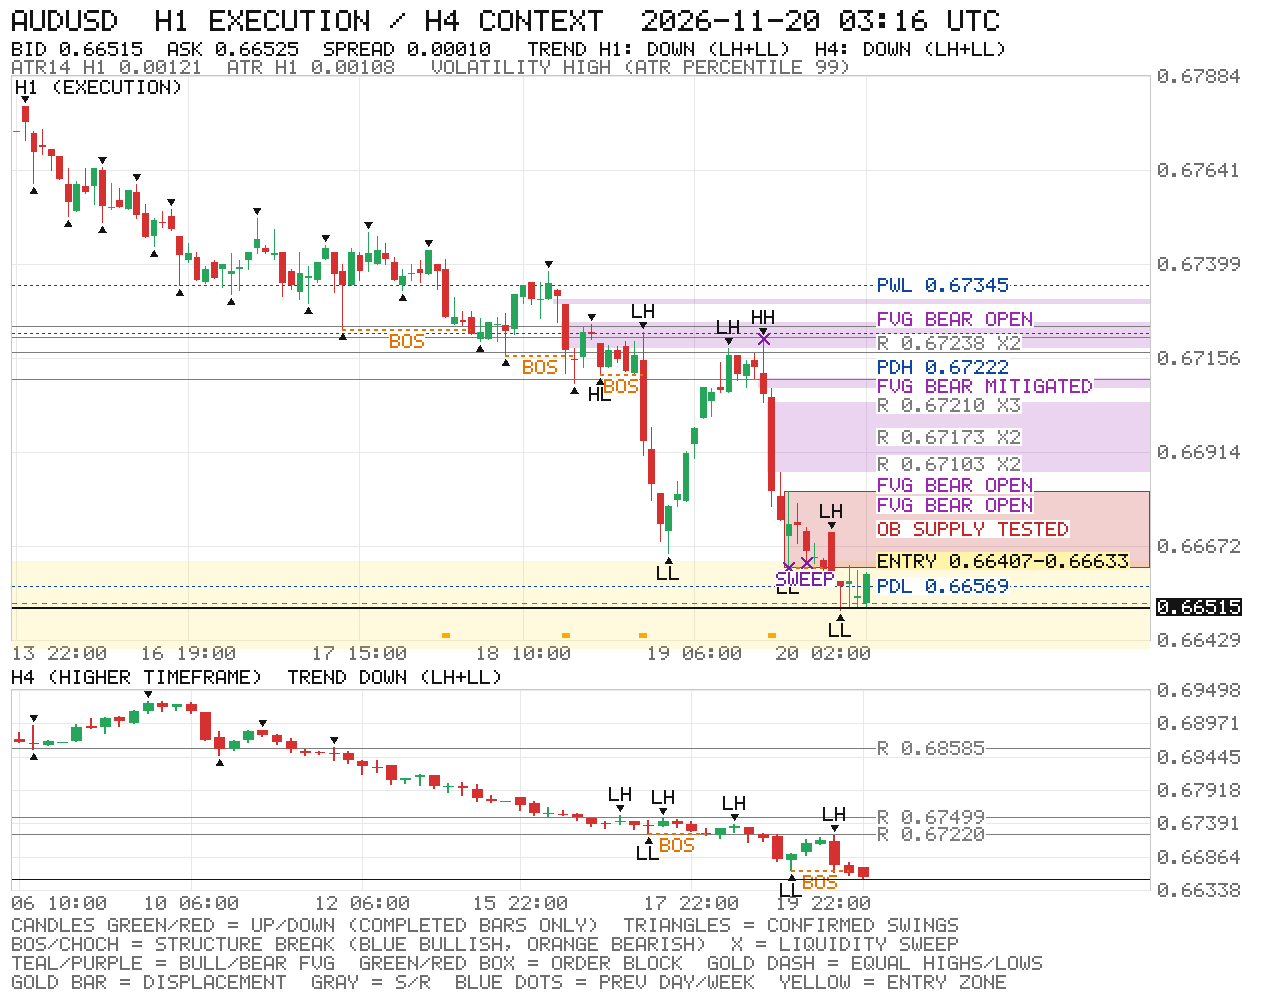 AUDUSD  H1 EXECUTION / H4 CONTEXT  2026-11-20 03:16 UTC
BID 0.66515  ASK 0.66525  SPREAD 0.00010  TREND H1: DOWN (LH+LL)  H4: DOWN (LH+LL)
ATR14 H1 0.00121  ATR H1 0.00108  VOLATILITY HIGH (ATR PERCENTILE 99)
H1 (EXECUTION)
0.67884
0.67641
0.67399
PWL 0.67345
LH
HH
FVG BEAR OPEN
BOS
LH
R 0.67238 X2
0.67156
BOS
PDH 0.67222
BOS
FVG BEAR MITIGATED
HL
R 0.67210 X3
R 0.67173 X2
0.66914
R 0.67103 X2
FVG BEAR OPEN
FVG BEAR OPEN
LH
OB SUPPLY TESTED
0.66672
ENTRY 0.66407-0.66633
LL
SWEEP
LL
PDL 0.66569
0.66515
LL
0.66429
13 22:00  16 19:00  17 15:00  18 10:00  19 06:00  20 02:00
H4 (HIGHER TIMEFRAME)  TREND DOWN (LH+LL)
0.69498
0.68971
R 0.68585
0.68445
0.67918
LH
LH
LH
LH
R 0.67499
0.67391
R 0.67220
BOS
LL
0.66864
BOS
LL
0.66338
06 10:00  10 06:00  12 06:00  15 22:00  17 22:00  19 22:00
CANDLES GREEN/RED = UP/DOWN (COMPLETED BARS ONLY)  TRIANGLES = CONFIRMED SWINGS
BOS/CHOCH = STRUCTURE BREAK (BLUE BULLISH, ORANGE BEARISH)  X = LIQUIDITY SWEEP
TEAL/PURPLE = BULL/BEAR FVG  GREEN/RED BOX = ORDER BLOCK  GOLD DASH = EQUAL HIGHS/LOWS
GOLD BAR = DISPLACEMENT  GRAY = S/R  BLUE DOTS = PREV DAY/WEEK  YELLOW = ENTRY ZONE